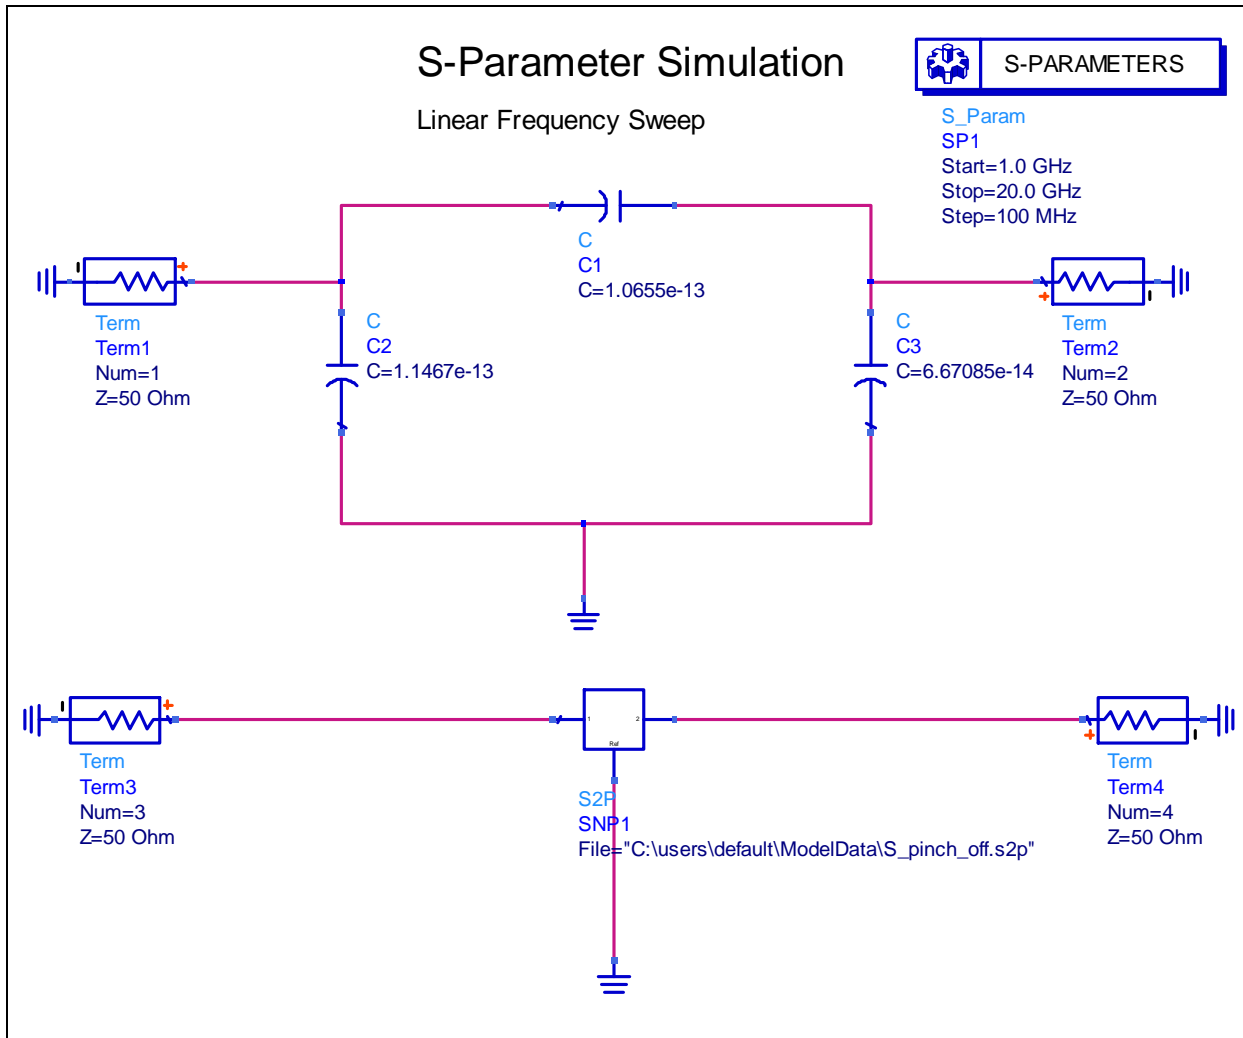 S-Parameter Simulation
Linear Frequency Sweep
S-PARAMETERS
S_Param
SP1
Start=1.0 GHz
Stop=20.0 GHz
Step=100 MHz
C
C1
C=1.0655e-13
Term
Term1
Num=1
Z=50 Ohm
C
C2
C=1.1467e-13
C
C3
C=6.67085e-14
Term
Term2
Num=2
Z=50 Ohm
1
2
Ref
Term
Term3
Num=3
Z=50 Ohm
S2P
SNP1
File="C:\users\default\ModelData\S_pinch_off.s2p"
Term
Term4
Num=4
Z=50 Ohm